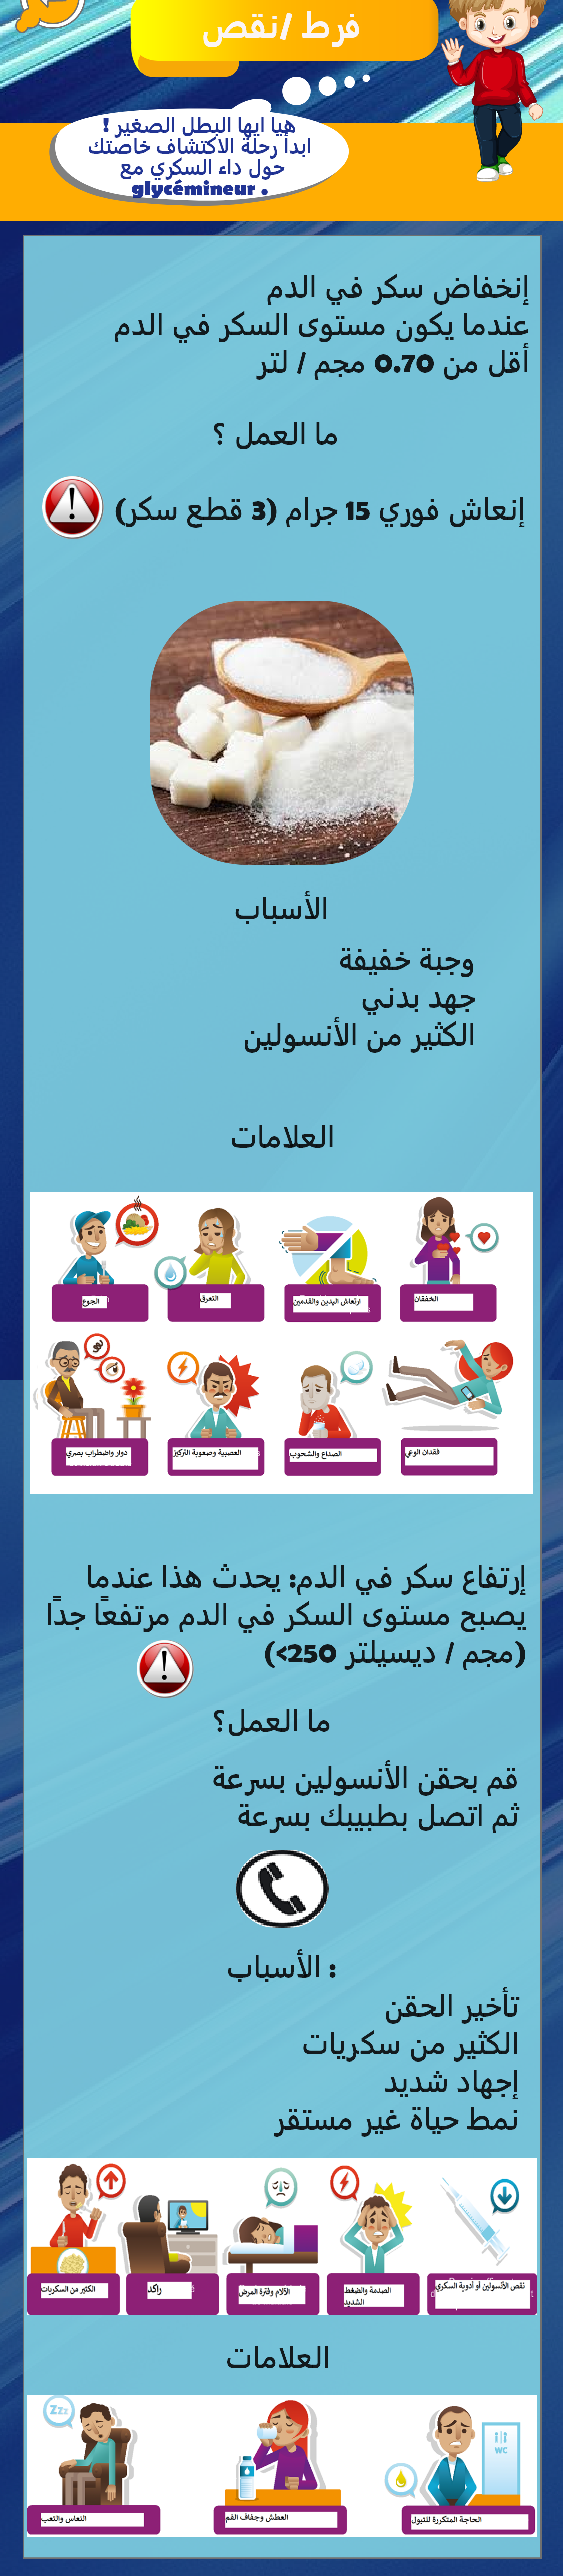 فرط /نقص
هيا ايها البطل الصغير !
ابدأ رحلة الاكتشاف خاصتك
حول داء السكري مع
glycémineur .
إنخفاض سكر في الدم
عندما يكون مستوى السكر في الدم
أقل من 0.70 مجم / لتر
ما العمل ؟
إنعاش فوري 15 جرام (3 قطع سكر)
الأسباب
وجبة خفيفة
جهد بدني
الكثير من الأنسولين
العلامات
الخفقان
ارتعاش اليدين والقدمين
التعرق
الجوع
فقدان الوعي
الصداع والشحوب
العصبية وصعوبة التركيز
دوار واضطراب بصري
إرتفاع سكر في الدم: يحدث هذا عندما
يصبح مستوى السكر في الدم مرتفعًا جدًا
(مجم / ديسيلتر 250>)
ما العمل؟
قم بحقن الأنسولين بسرعة
ثم اتصل بطبيبك بسرعة
الأسباب :
تأخير الحقن
الكثير من سكريات
إجهاد شديد
نمط حياة غير مستقر
نقص الأنسولين أو أدوية السكري
الصدمة والضغط
الشديد
الآلام وفترة المرض
راكد
الكثير من السكريات
العلامات
WC
Zzz
الحاجة المتكررة للتبول
العطش وجفاف الفم
النعاس والتعب